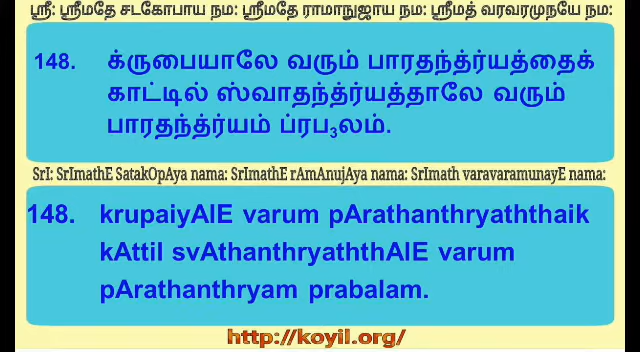 ஸ்ரீ: ஸ்ரீமதே சடகோபாய நம: ஸ்ரீமதே ராமாநுஜாய நம: ஸ்ரீமத் வரவரமுநயே நம:
148. க்ருபையாலே வரும் பாரதந்த்ர்யத்தைக்
காட்டில் ஸ்வாதந்த்ர்யத்தாலே வரும்
பாரதந்த்ர்யம் ப்ரப₃லம்.
SrI: SrImathE SatakOpAya nama: SrImathE rAmAnujAya nama: SrImath varavaramunayE nama:
148. krupaiyAlE varum pArathanthryaththaik
kAttil svAthanthryaththAlE varum
pArathanthryam prabalam.
http://koyil.org/